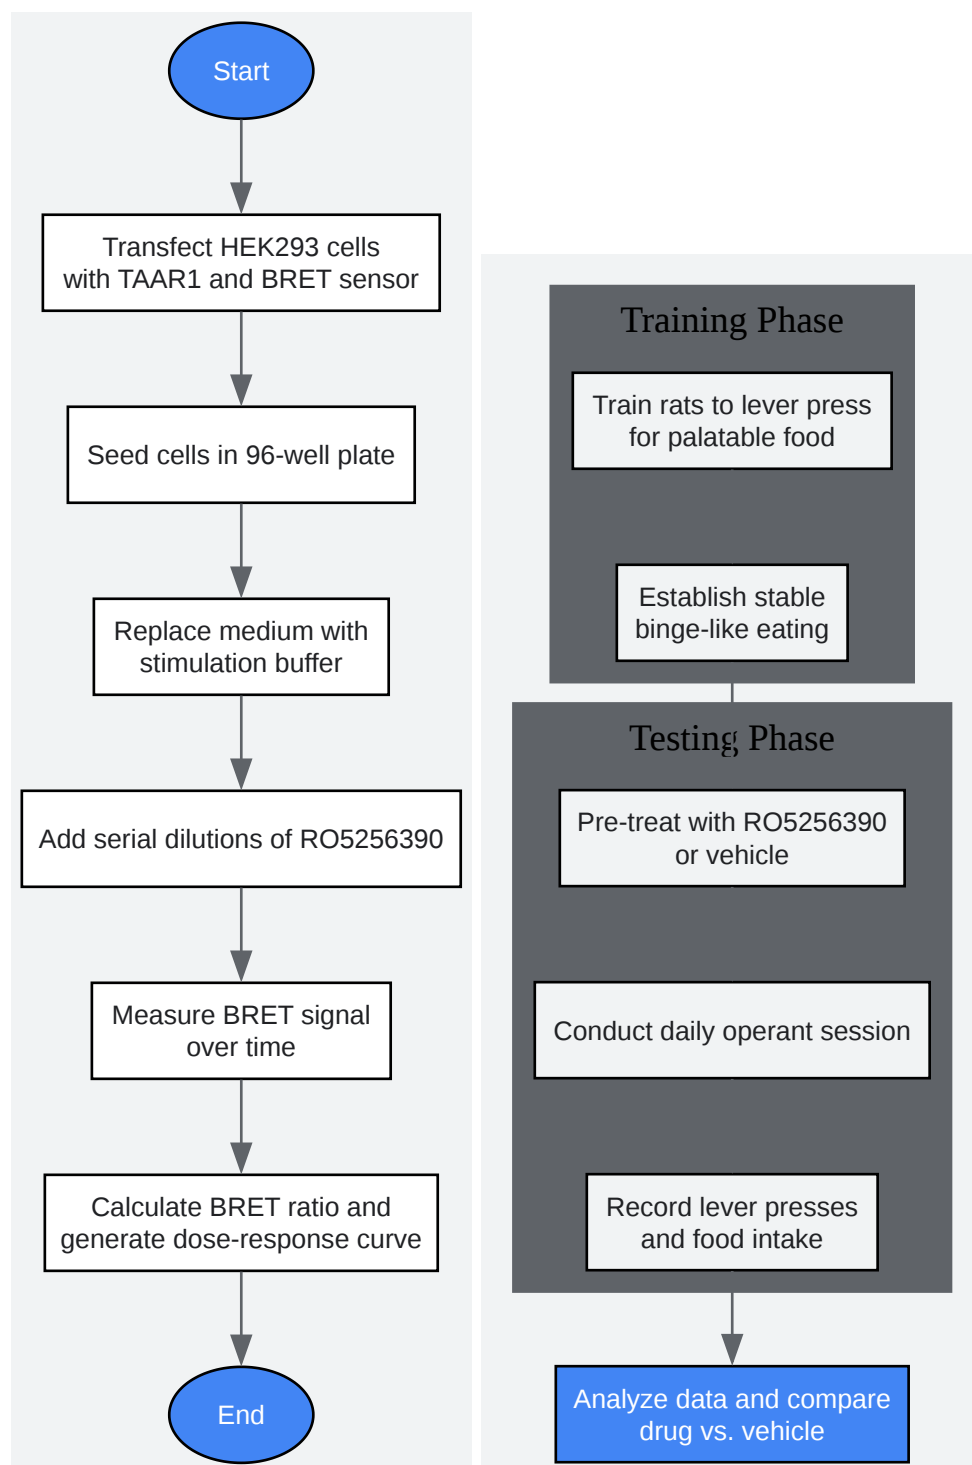 Start
Transfect HEK293 cells
with TAAR1 and BRET sensor
Seed cells in 96-well plate
Replace medium with
stimulation buffer
Add serial dilutions of RO5256390
Measure BRET signal
over time
Calculate BRET ratio and
generate dose-response curve
End
Training Phase
Train rats to lever press
for palatable food
Establish stable
binge-like eating
Testing Phase
Pre-treat with RO5256390
or vehicle
Conduct daily operant session
Record lever presses
and food intake
Analyze data and compare
drug vs. vehicle